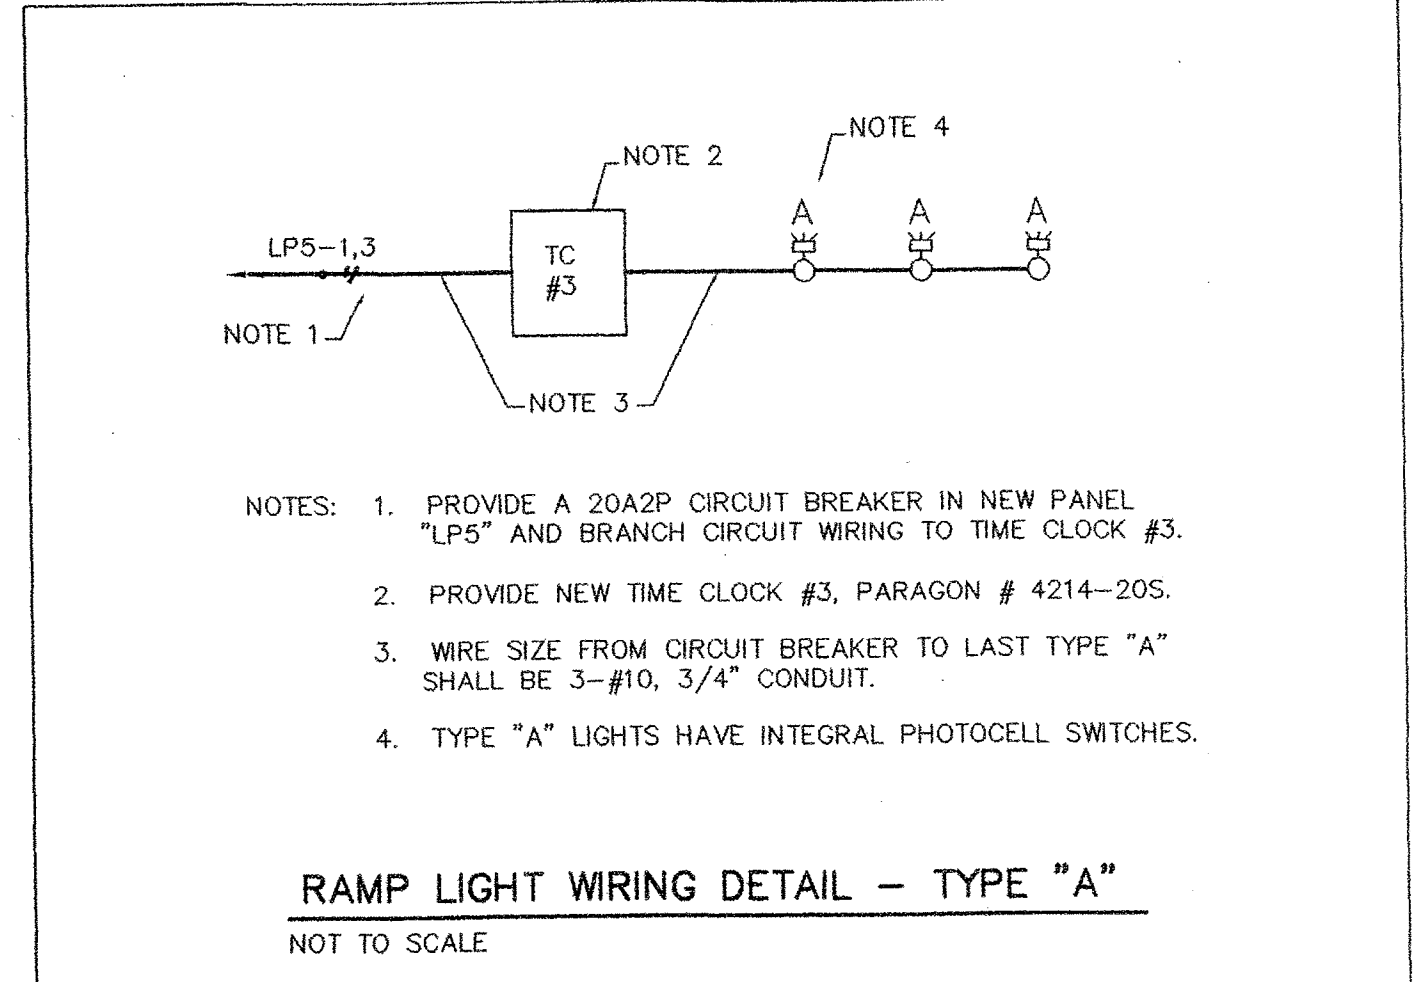 NOTE 4
NOTE 2
A A A
LP5-1,3
TC
#3
NOTE 1
NOTE 3
NOTES: 1. PROVIDE A 20A2P CIRCUIT BREAKER IN NEW PANEL
"LP5" AND BRANCH CIRCUIT WIRING TO TIME CLOCK #3.
2. PROVIDE NEW TIME CLOCK #3, PARAGON # 4214-20S.
3. WIRE SIZE FROM CIRCUIT BREAKER TO LAST TYPE "A"
SHALL BE 3-#10, 3/4" CONDUIT.
4. TYPE "A" LIGHTS HAVE INTEGRAL PHOTOCELL SWITCHES.
RAMP LIGHT WIRING DETAIL - TYPE "A"
NOT TO SCALE